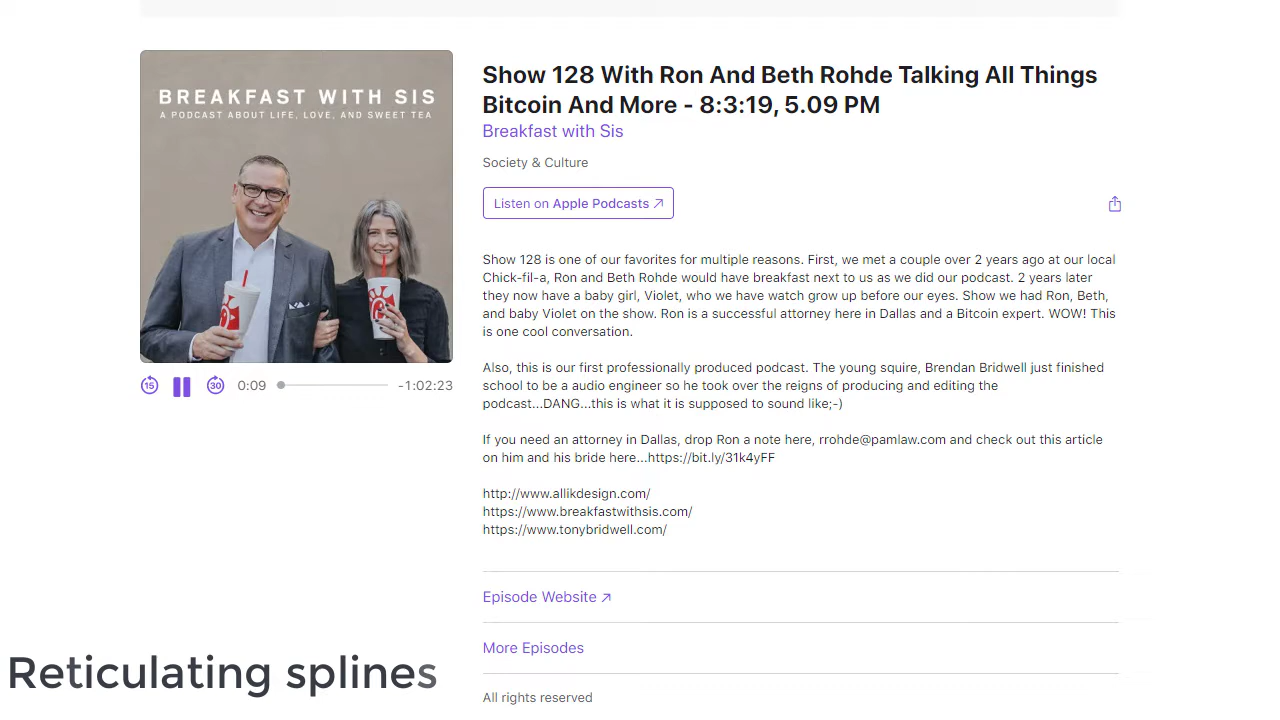 BREAKFAST WITH SIS
A PODCAST ABOUT LIFE, LOVE, AND SWEET TEA
15
30
0:09
-1:02:23
Show 128 With Ron And Beth Rohde Talking All Things
Bitcoin And More - 8:3:19, 5.09 PM
Breakfast with Sis
Society & Culture
Listen on Apple Podcasts ↗
Show 128 is one of our favorites for multiple reasons. First, we met a couple over 2 years ago at our local
Chick-fil-a, Ron and Beth Rohde would have breakfast next to us as we did our podcast. 2 years later
they now have a baby girl, Violet, who we have watch grow up before our eyes. Show we had Ron, Beth,
and baby Violet on the show. Ron is a successful attorney here in Dallas and a Bitcoin expert. WOW! This
is one cool conversation.
Also, this is our first professionally produced podcast. The young squire, Brendan Bridwell just finished
school to be a audio engineer so he took over the reigns of producing and editing the
podcast...DANG...this is what it is supposed to sound like;-)
If you need an attorney in Dallas, drop Ron a note here, rrohde@pamlaw.com and check out this article
on him and his bride here...https://bit.ly/31k4yFF
http://www.allikdesign.com/
https://www.breakfastwithsis.com/
https://www.tonybridwell.com/
Episode Website ↗
More Episodes
All rights reserved
Reticulating splines